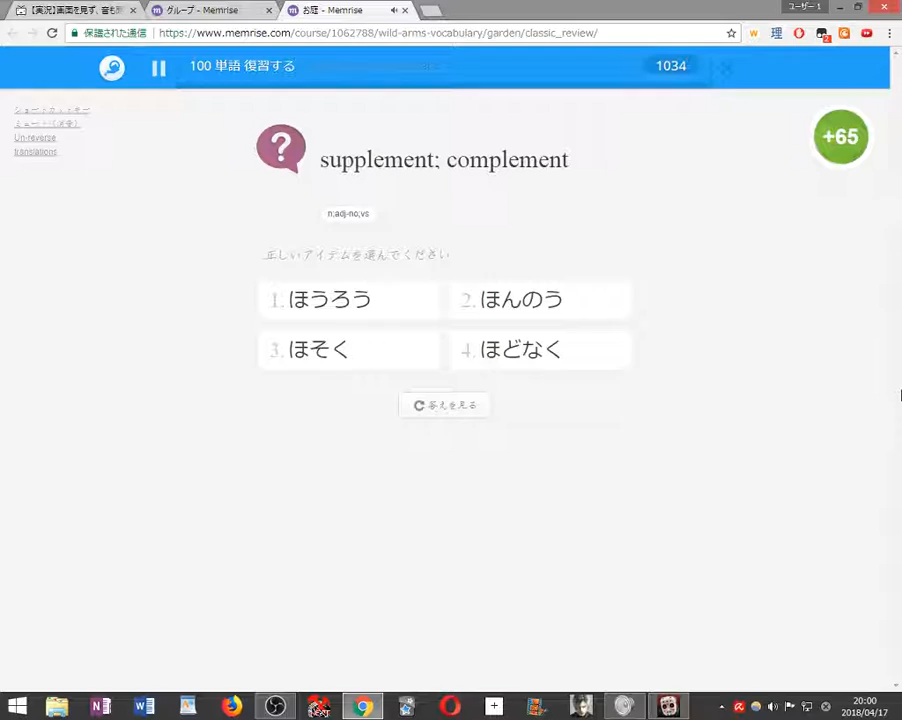 【実況】画面を見ず、音も聞
グループ - Memrise
お庭 - Memrise
ユーザー 1
保護された通信
https://www.memrise.com/course/1062788/wild-arms-vocabulary/garden/classic_review/
100 単語 復習する
1034
Un-reverse
translations
+65
supplement; complement
n;adj-no;vs
正しいアイテムを選んでください
1. ほうろう
2. ほんのう
3. ほそく
4. ほどなく
答えを見る
20:00
2018/04/17